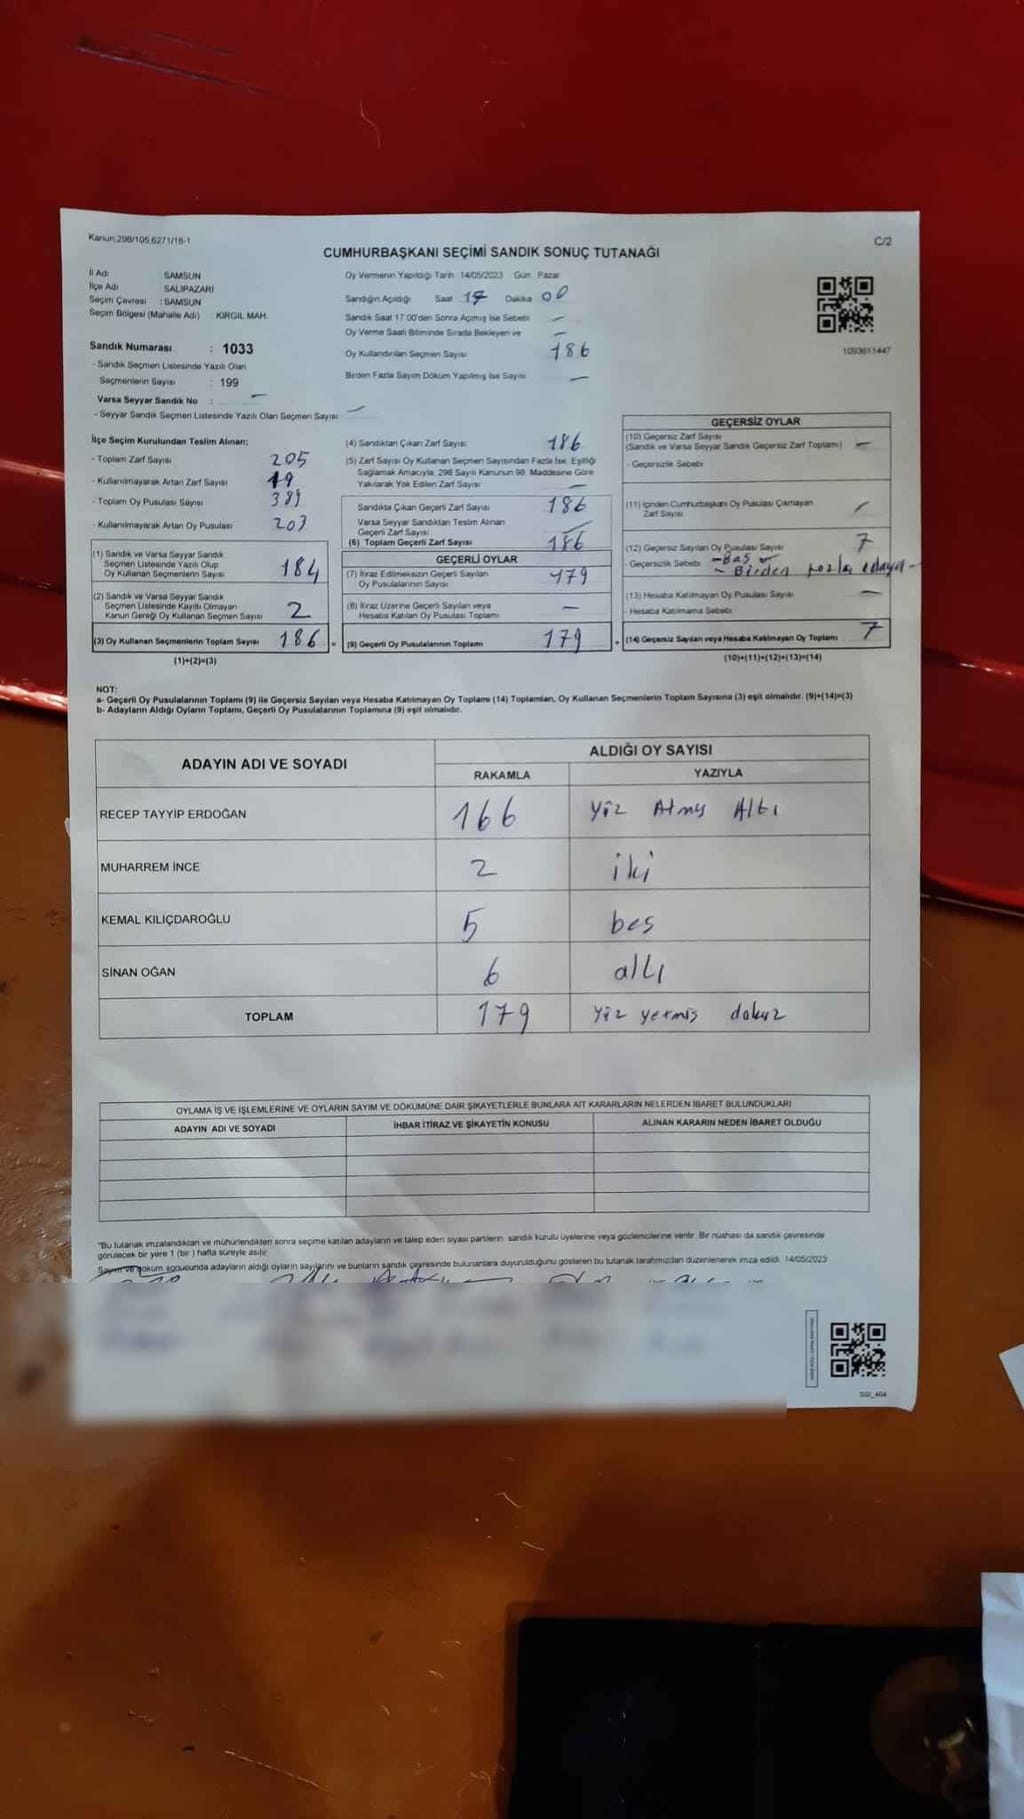 Kanun.298/105,6271/16-1
C/2
CUMHURBAŞKANI SEÇİMİ SANDIK SONUÇ TUTANAĞI
İl Adı SAMSUN
İlçe Adı SALIPAZARI
Seçim Çevresi : SAMSUN
Seçim Bölgesi (Mahalle Adı) : KIRGIL MAH.
Sandık Numarası : 1033
- Sandık Seçmen Listesinde Yazılı Olan
Seçmenlerin Sayısı : 199
Varsa Seyyar Sandık No : –
- Seyyar Sandık Seçmen Listesinde Yazılı Olan Seçmen Sayısı –
Oy Vermenin Yapıldığı Tarih 14/05/2023 Gün Pazar
Sandığın Açıldığı Saat 17 Dakika 00
Sandık Saat 17:00'den Sonra Açımış İse Sebebi –
Oy Verme Saati Bitiminde Sırada Bekleyen ve –
Oy Kullandırılan Seçmen Sayısı 186
Birden Fazla Sayım Döküm Yapılmış İse Sayısı –
1093611447
İlçe Seçim Kurulundan Teslim Alınan;
- Toplam Zarf Sayısı 205
- Kullanılmayarak Artan Zarf Sayısı 19
- Toplam Oy Pusulası Sayısı 389
- Kullanılmayarak Artan Oy Pusulası 203
(1) Sandık ve Varsa Seyyar Sandık
Seçmen Listesinde Yazılı Olup
Oy Kullanan Seçmenlerin Sayısı 184
(2) Sandık ve Varsa Seyyar Sandık
Seçmen Listesinde Kayıtlı Olmayan
Kanun Gereği Oy Kullanan Seçmen Sayısı 2
(3) Oy Kullanan Seçmenlerin Toplam Sayısı 186
(1)+(2)=(3)
(4) Sandıktan Çıkan Zarf Sayısı 186
(5) Zarf Sayısı Oy Kullanan Seçmen Sayısından Fazla İse, Eşitliği
Sağlamak Amacıyla, 298 Sayılı Kanunun 98. Maddesine Göre
Yakılarak Yok Edilen Zarf Sayısı –
Sandıkta Çıkan Geçerli Zarf Sayısı 186
Varsa Seyyar Sandıktan Teslim Alınan
Geçerli Zarf Sayısı –
(6) Toplam Geçerli Zarf Sayısı 186
GEÇERLİ OYLAR
(7) İtiraz Edilmeksizin Geçerli Sayılan
Oy Pusulalarının Sayısı 179
(8) İtiraz Üzerine Geçerli Sayılan veya
Hesaba Katılan Oy Pusulası Toplamı –
= (9) Geçerli Oy Pusulalarının Toplamı 179
GEÇERSİZ OYLAR
(10) Geçersiz Zarf Sayısı
(Sandık ve Varsa Seyyar Sandık Geçersiz Zarf Toplamı) –
- Geçersizlik Sebebi
(11) İçinden Cumhurbaşkanı Oy Pusulası Çıkmayan
Zarf Sayısı –
(12) Geçersiz Sayılan Oy Pusulası Sayısı 7
- Geçersizlik Sebebi – Boş
– Birden
(13) Hesaba Katılmayan Oy Pusulası Sayısı –
- Hesaba Katılmama Sebebi
+ (14) Geçersiz Sayılan veya Hesaba Katılmayan Oy Toplamı 7
(10)+(11)+(12)+(13)=(14)
NOT:
a- Geçerli Oy Pusulalarının Toplamı (9) ile Geçersiz Sayılan veya Hesaba Katılmayan Oy Toplamı (14) Toplamları, Oy Kullanan Seçmenlerin Toplam Sayısına (3) eşit olmalıdır. (9)+(14)=(3)
b- Adayların Aldığı Oyların Toplamı, Geçerli Oy Pusulalarının Toplamına (9) eşit olmalıdır.
ADAYIN ADI VE SOYADI ALDIĞI OY SAYISI
RAKAMLA YAZIYLA
RECEP TAYYİP ERDOĞAN 166 Yüz Atmış Altı
MUHARREM İNCE 2 iki
KEMAL KILIÇDAROĞLU 5 beş
SİNAN OĞAN 6 altı
TOPLAM 179 Yüz yetmiş dokuz
OYLAMA İŞ VE İŞLEMLERİNE VE OYLARIN SAYIM VE DÖKÜMÜNE DAİR ŞİKAYETLERLE BUNLARA AİT KARARLARIN NELERDEN İBARET BULUNDUKLARI
ADAYIN ADI VE SOYADI İHBAR İTİRAZ VE ŞİKAYETİN KONUSU ALINAN KARARIN NEDEN İBARET OLDUĞU
"Bu tutanak imzalandıktan ve mühürlendikten sonra seçime katılan adayların ve talep eden siyasi partilerin sandık kurulu üyelerine veya gözlemcilerine verilir. Bir nüshası da sandık çevresinde
görülecek bir yere 1 (bir ) hafta süreyle asılır.
Sayım ve döküm sonucunda adayların aldığı oyların sayılarını ve bunların sandık çevresinde bulunanlara duyurulduğunu gösteren bu tutanak tarafımızdan düzenlenerek imza edildi. 14/05/2023